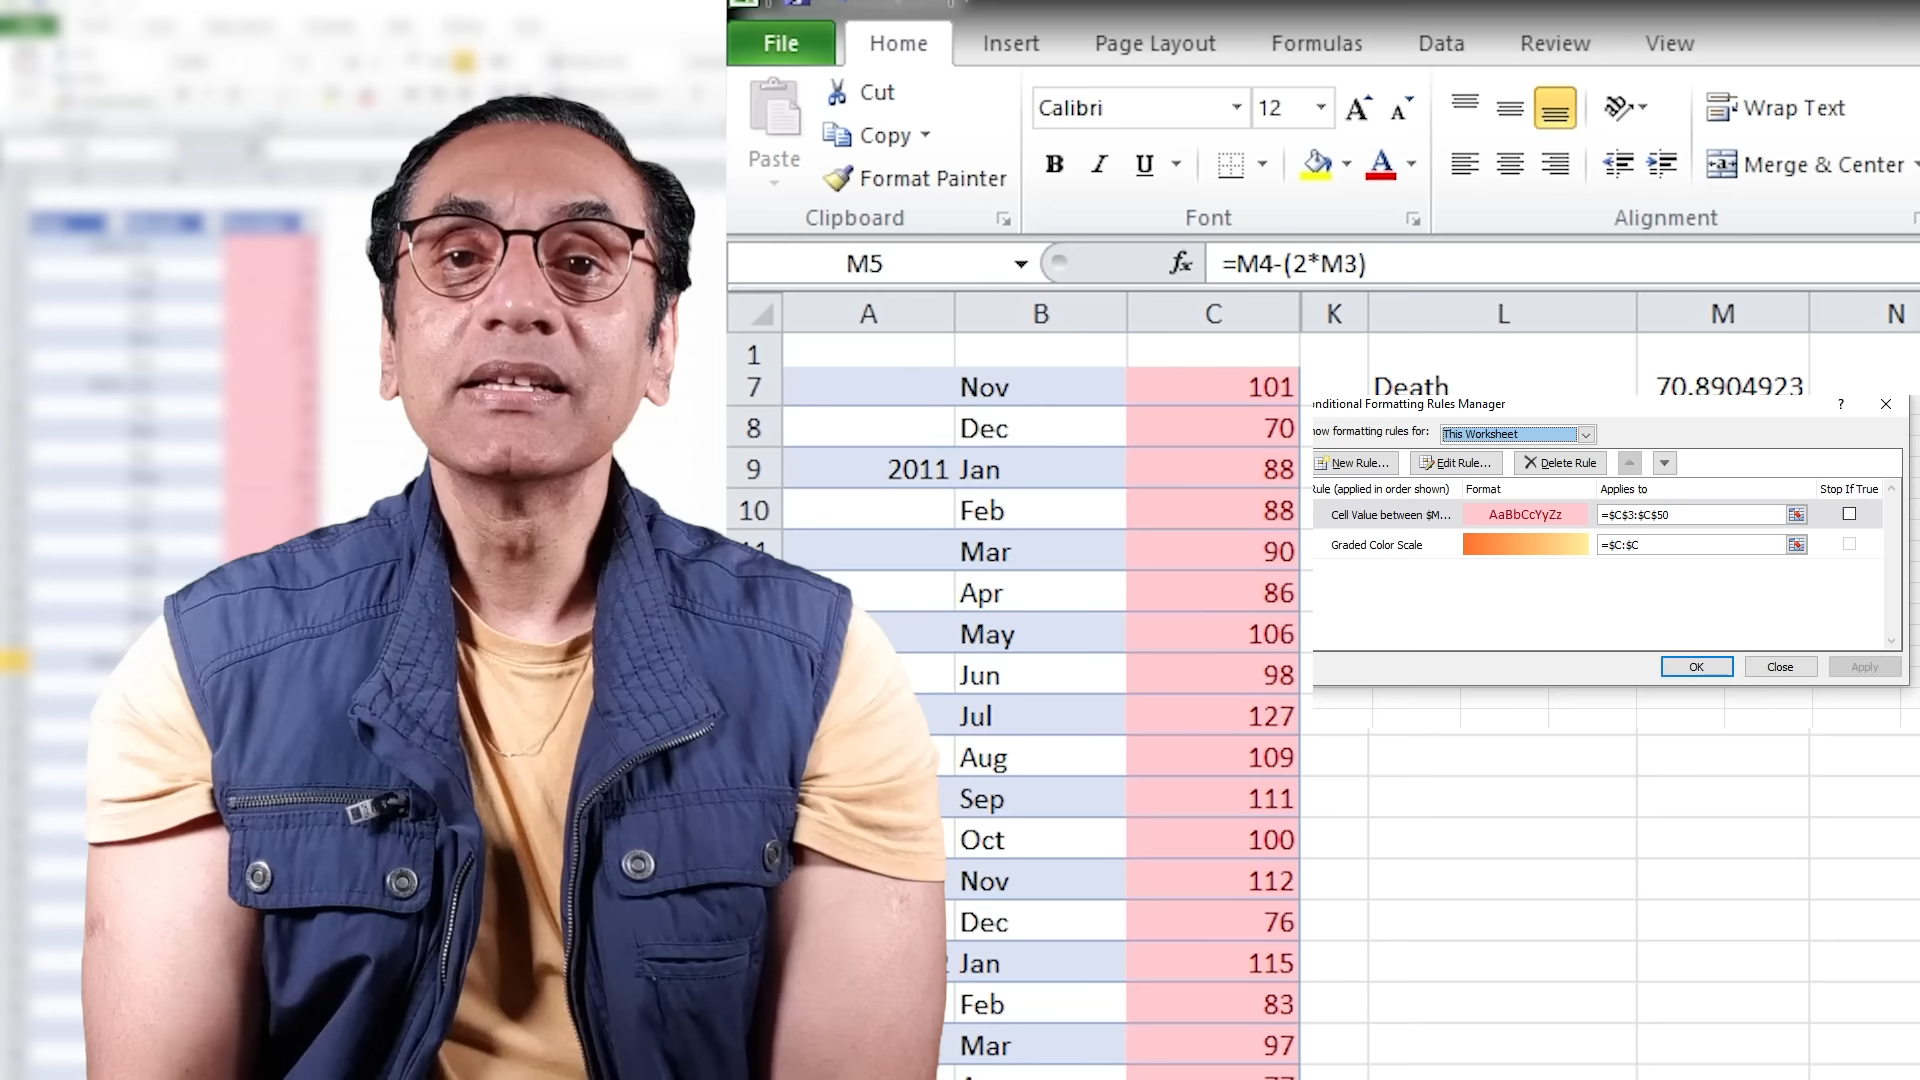 File Home Insert Page Layout Formulas Data Review View
Cut
Copy
Paste
Format Painter
Clipboard
Calibri 12 A A
B I U A
Font
Wrap Text
Merge & Center
Alignment
M5 fx =M4-(2*M3)
A B C K L M N
1
7 Nov 101 Death 70.8904923
8 Dec 70
9 2011 Jan 88
10 Feb 88
11 Mar 90
Apr 86
May 106
Jun 98
Jul 127
Aug 109
Sep 111
Oct 100
Nov 112
Dec 76
Jan 115
Feb 83
Mar 97
77
onditional Formatting Rules Manager ?
how formatting rules for: This Worksheet
New Rule... Edit Rule... Delete Rule
Rule (applied in order shown) Format Applies to Stop If True
Cell Value between $M... AaBbCcYyZz =$C$3:$C$50
Graded Color Scale =$C:$C
OK Close Apply